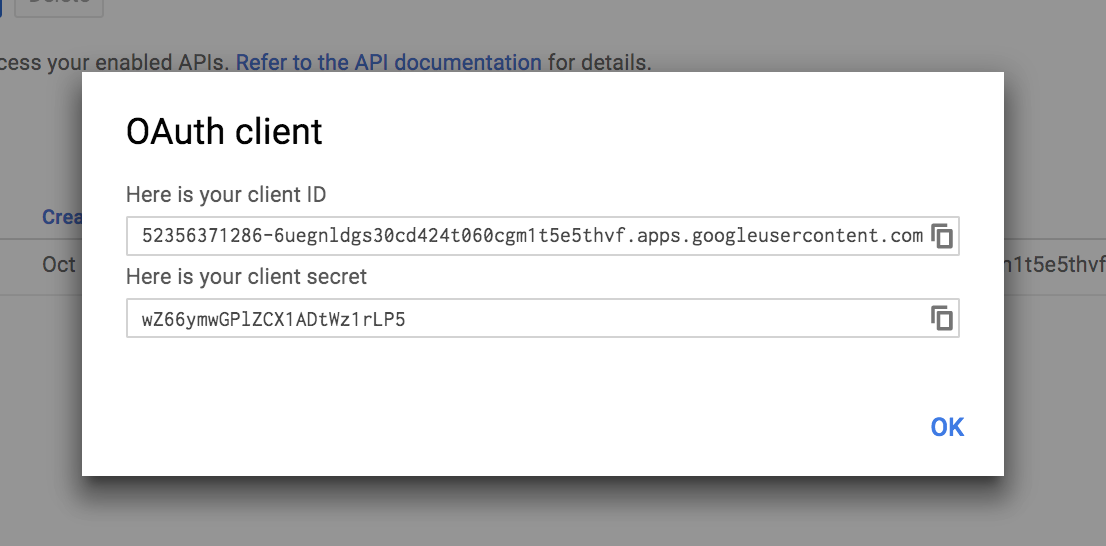 Delete
cess your enabled APIs. Refer to the API documentation for details.
OAuth client
Here is your client ID
52356371286-6uegnldgs30cd424t060cgm1t5e5thvf.apps.googleusercontent.com
Crea
Oct
n1t5e5thvf
Here is your client secret
wZ66ymwGPlZCX1ADtWz1rLP5
OK